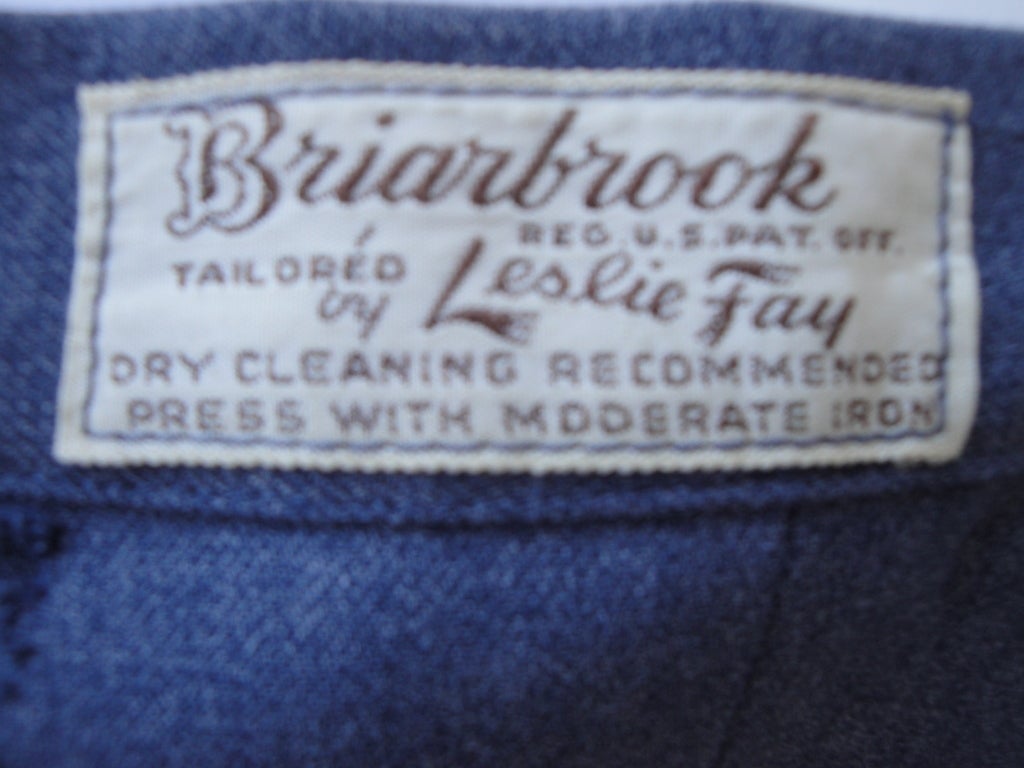 Briarbrook
REG. U.S. PAT. OFF.
TAILORED by Leslie Fay
DRY CLEANING RECOMMENDED
PRESS WITH MODERATE IRON